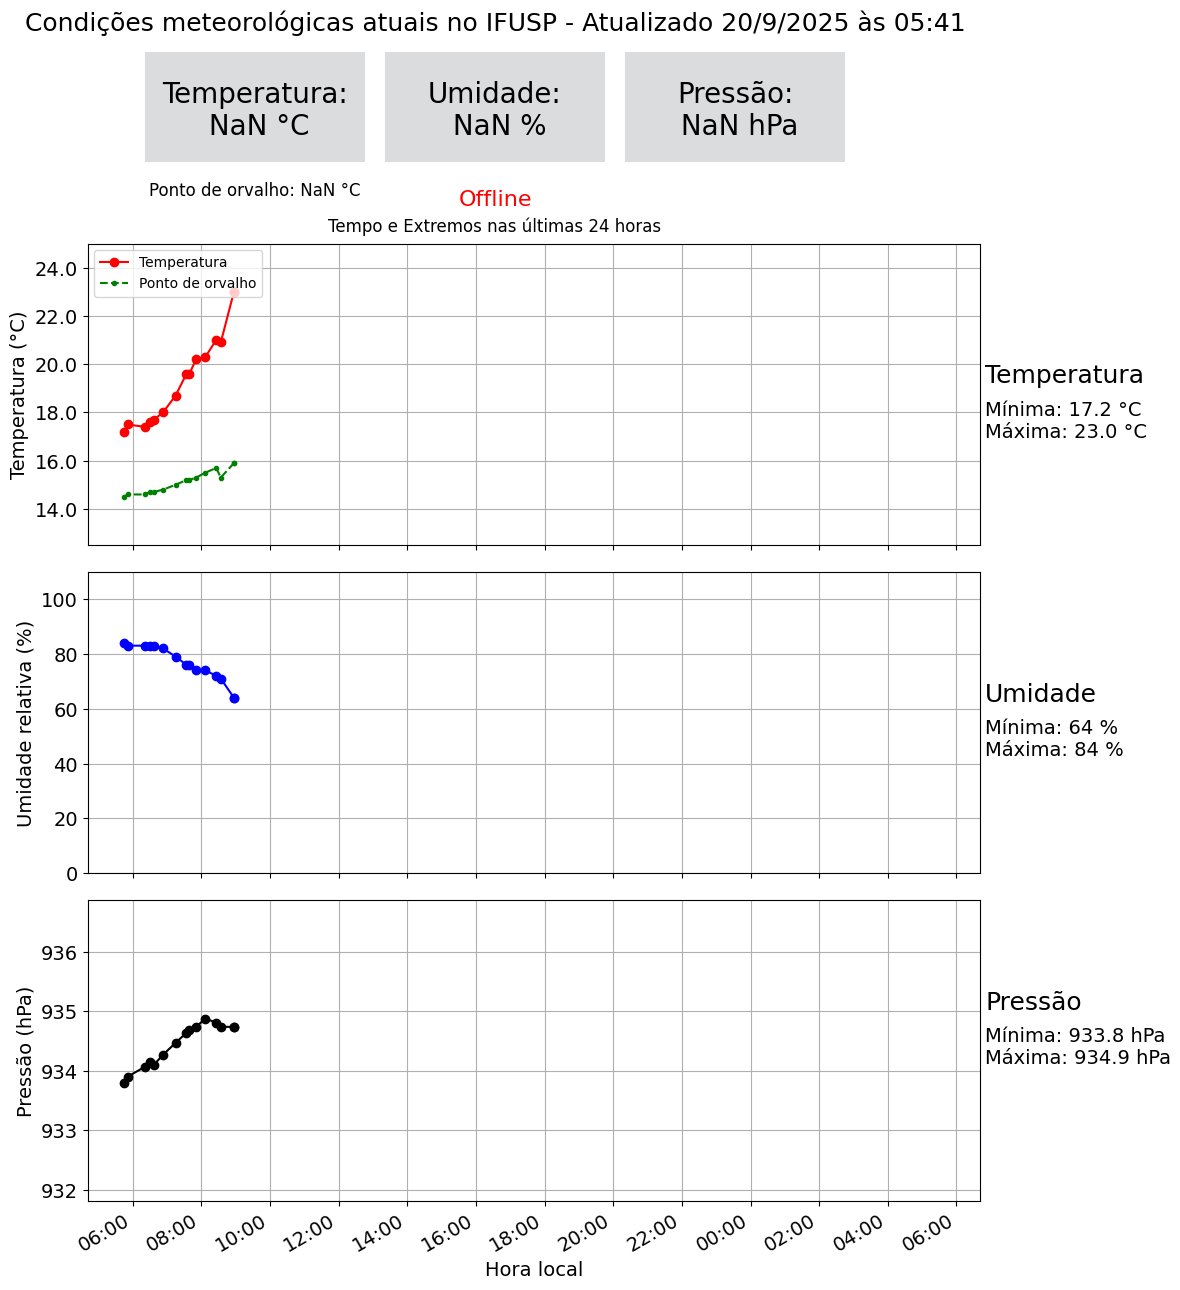 Condições meteorológicas atuais no IFUSP - Atualizado 20/9/2025 às 05:41
Temperatura:
NaN °C
Umidade:
NaN %
Pressão:
NaN hPa
Ponto de orvalho: NaN °C
Offline
Tempo e Extremos nas últimas 24 horas
Temperatura (°C)
24.0
22.0
20.0
18.0
16.0
14.0
Temperatura
Ponto de orvalho
Temperatura
Mínima: 17.2 °C
Máxima: 23.0 °C
Umidade relativa (%)
100
80
60
40
20
0
Umidade
Mínima: 64 %
Máxima: 84 %
Pressão (hPa)
936
935
934
933
932
Pressão
Mínima: 933.8 hPa
Máxima: 934.9 hPa
06:00 08:00 10:00 12:00 14:00 16:00 18:00 20:00 22:00 00:00 02:00 04:00 06:00
Hora local